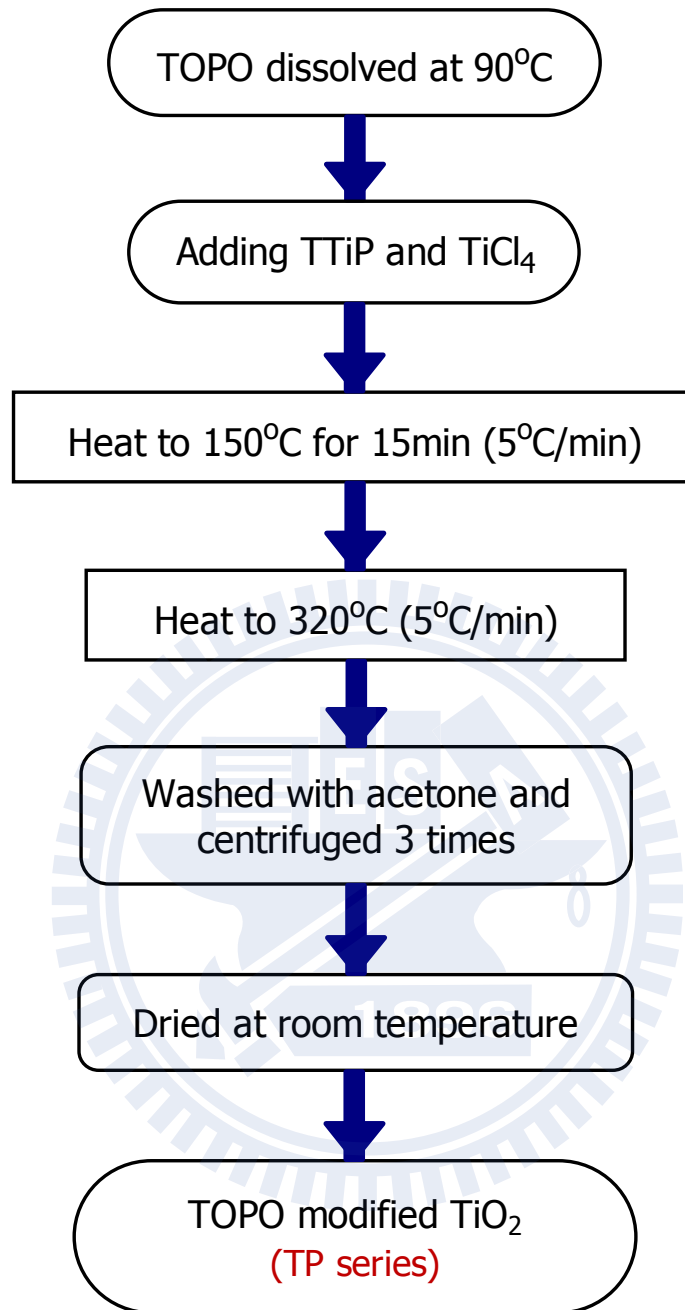 TOPO dissolved at 90°C
Adding TTiP and TiCl₄
Heat to 150°C for 15min (5°C/min)
Heat to 320°C (5°C/min)
E S A
Washed with acetone and
centrifuged 3 times
1896
Dried at room temperature
TOPO modified TiO₂
(TP series)